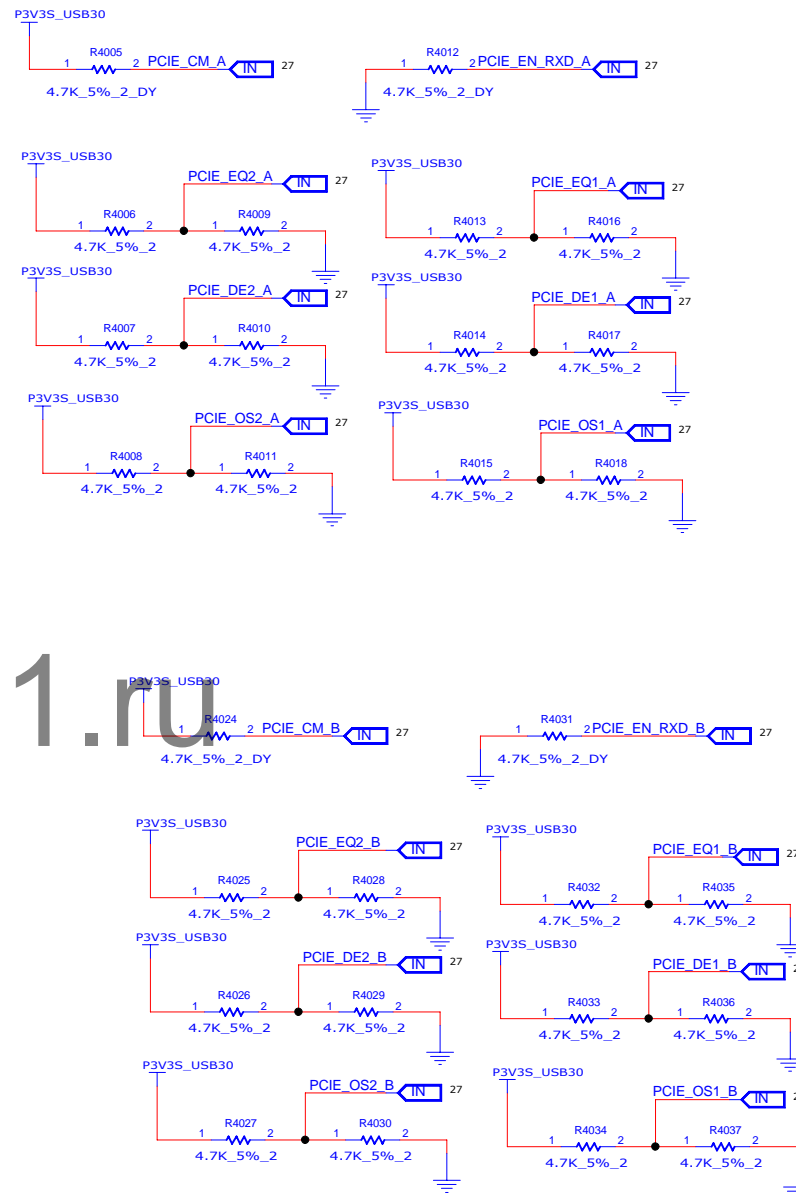 P3V3S_USB30
R4005
1 2 PCIE_CM_A IN 27
4.7K_5%_2_DY
R4012
1 2 PCIE_EN_RXD_A IN 27
4.7K_5%_2_DY
P3V3S_USB30
PCIE_EQ2_A IN 27
R4006 R4009
1 2 1 2
4.7K_5%_2 4.7K_5%_2
P3V3S_USB30
PCIE_EQ1_A IN 27
R4013 R4016
1 2 1 2
4.7K_5%_2 4.7K_5%_2
P3V3S_USB30
PCIE_DE2_A IN 27
R4007 R4010
1 2 1 2
4.7K_5%_2 4.7K_5%_2
P3V3S_USB30
PCIE_DE1_A IN 27
R4014 R4017
1 2 1 2
4.7K_5%_2 4.7K_5%_2
P3V3S_USB30
PCIE_OS2_A IN 27
R4008 R4011
1 2 1 2
4.7K_5%_2 4.7K_5%_2
P3V3S_USB30
PCIE_OS1_A IN 27
R4015 R4018
1 2 1 2
4.7K_5%_2 4.7K_5%_2
1.ru
P3V3S_USB30
R4024
1 2 PCIE_CM_B IN 27
4.7K_5%_2_DY
R4031
1 2 PCIE_EN_RXD_B IN 27
4.7K_5%_2_DY
P3V3S_USB30
PCIE_EQ2_B IN 27
R4025 R4028
1 2 1 2
4.7K_5%_2 4.7K_5%_2
P3V3S_USB30
PCIE_EQ1_B IN 27
R4032 R4035
1 2 1 2
4.7K_5%_2 4.7K_5%_2
P3V3S_USB30
PCIE_DE2_B IN 27
R4026 R4029
1 2 1 2
4.7K_5%_2 4.7K_5%_2
P3V3S_USB30
PCIE_DE1_B IN
R4033 R4036
1 2 1 2
4.7K_5%_2 4.7K_5%_2
P3V3S_USB30
PCIE_OS2_B IN 27
R4027 R4030
1 2 1 2
4.7K_5%_2 4.7K_5%_2
P3V3S_USB30
PCIE_OS1_B IN
R4034 R4037
1 2 1 2
4.7K_5%_2 4.7K_5%_2